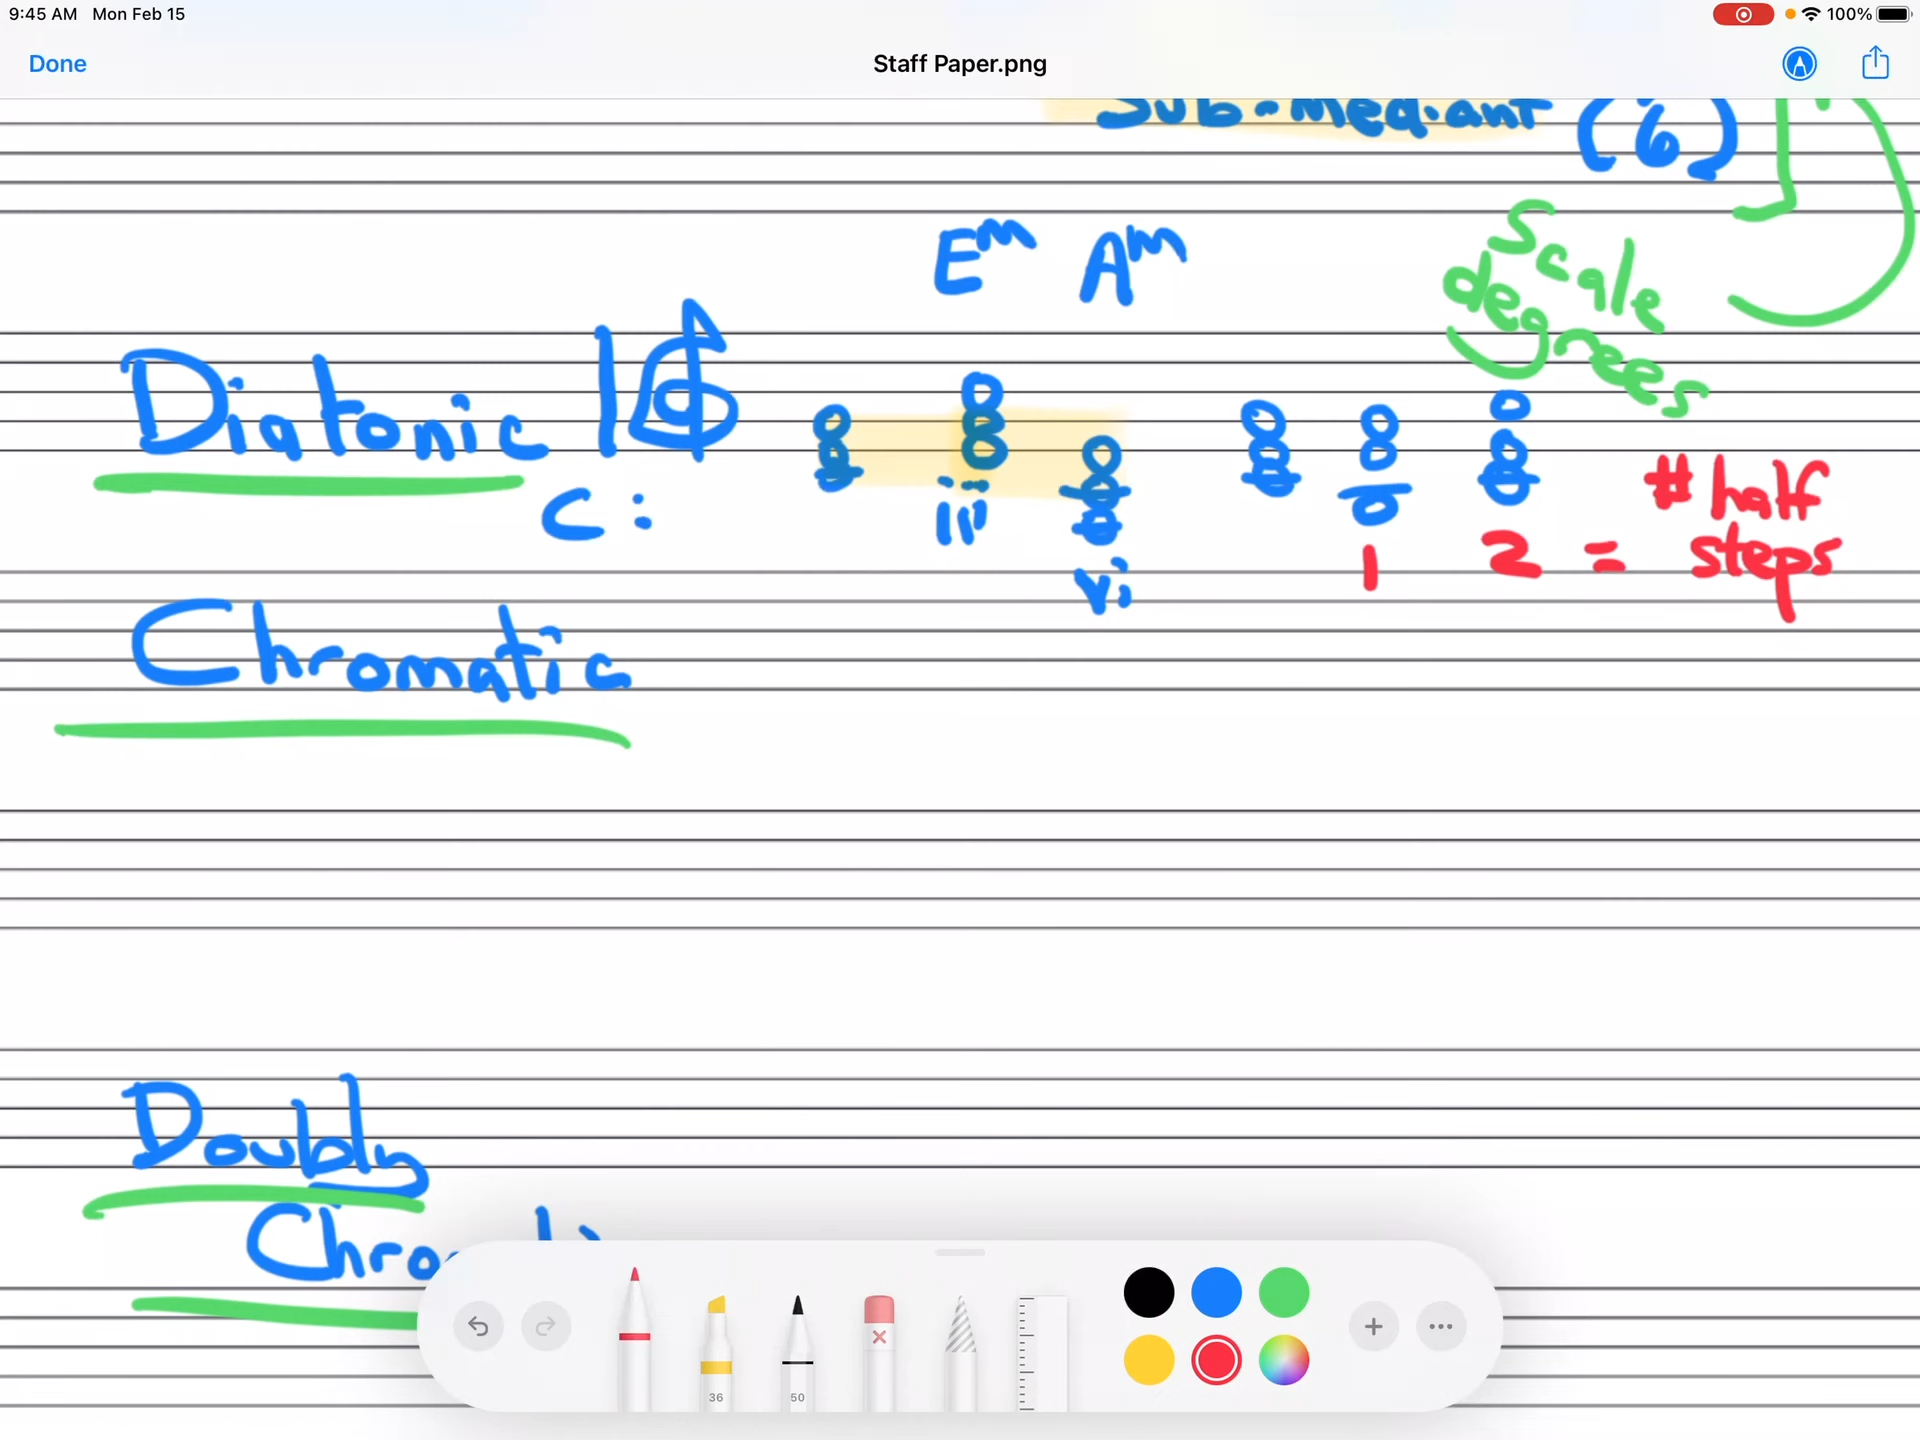 9:45 AM Mon Feb 15
100%
Done
Staff Paper.png
Sub-Mediant (6)
Em Am
Scale
degrees
Diatonic
C:
iii
vi
# half
1 2 = steps
Chromatic
Doubly
36
50